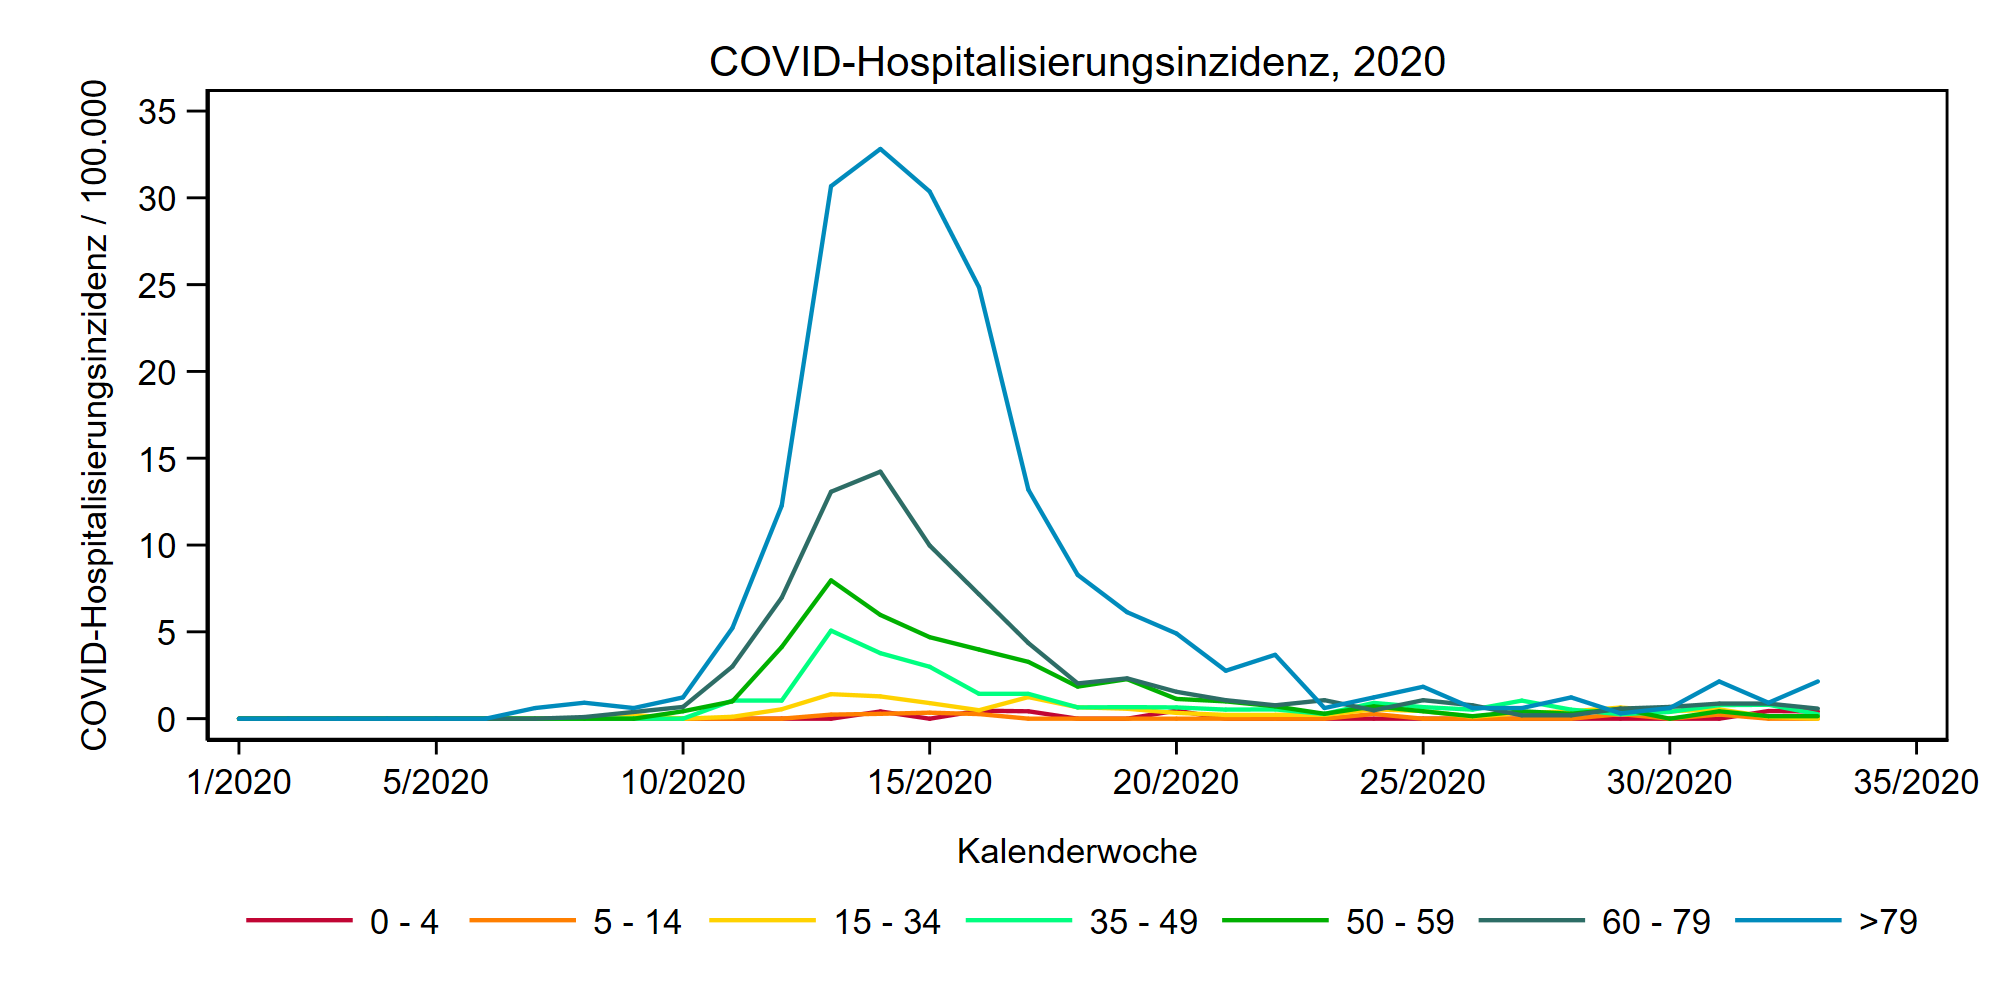 COVID-Hospitalisierungsinzidenz, 2020
COVID-Hospitalisierungsinzidenz / 100.000
35
30
25
20
15
10
5
0
1/2020 5/2020 10/2020 15/2020 20/2020 25/2020 30/2020 35/2020
Kalenderwoche
0 - 4 5 - 14 15 - 34 35 - 49 50 - 59 60 - 79 >79